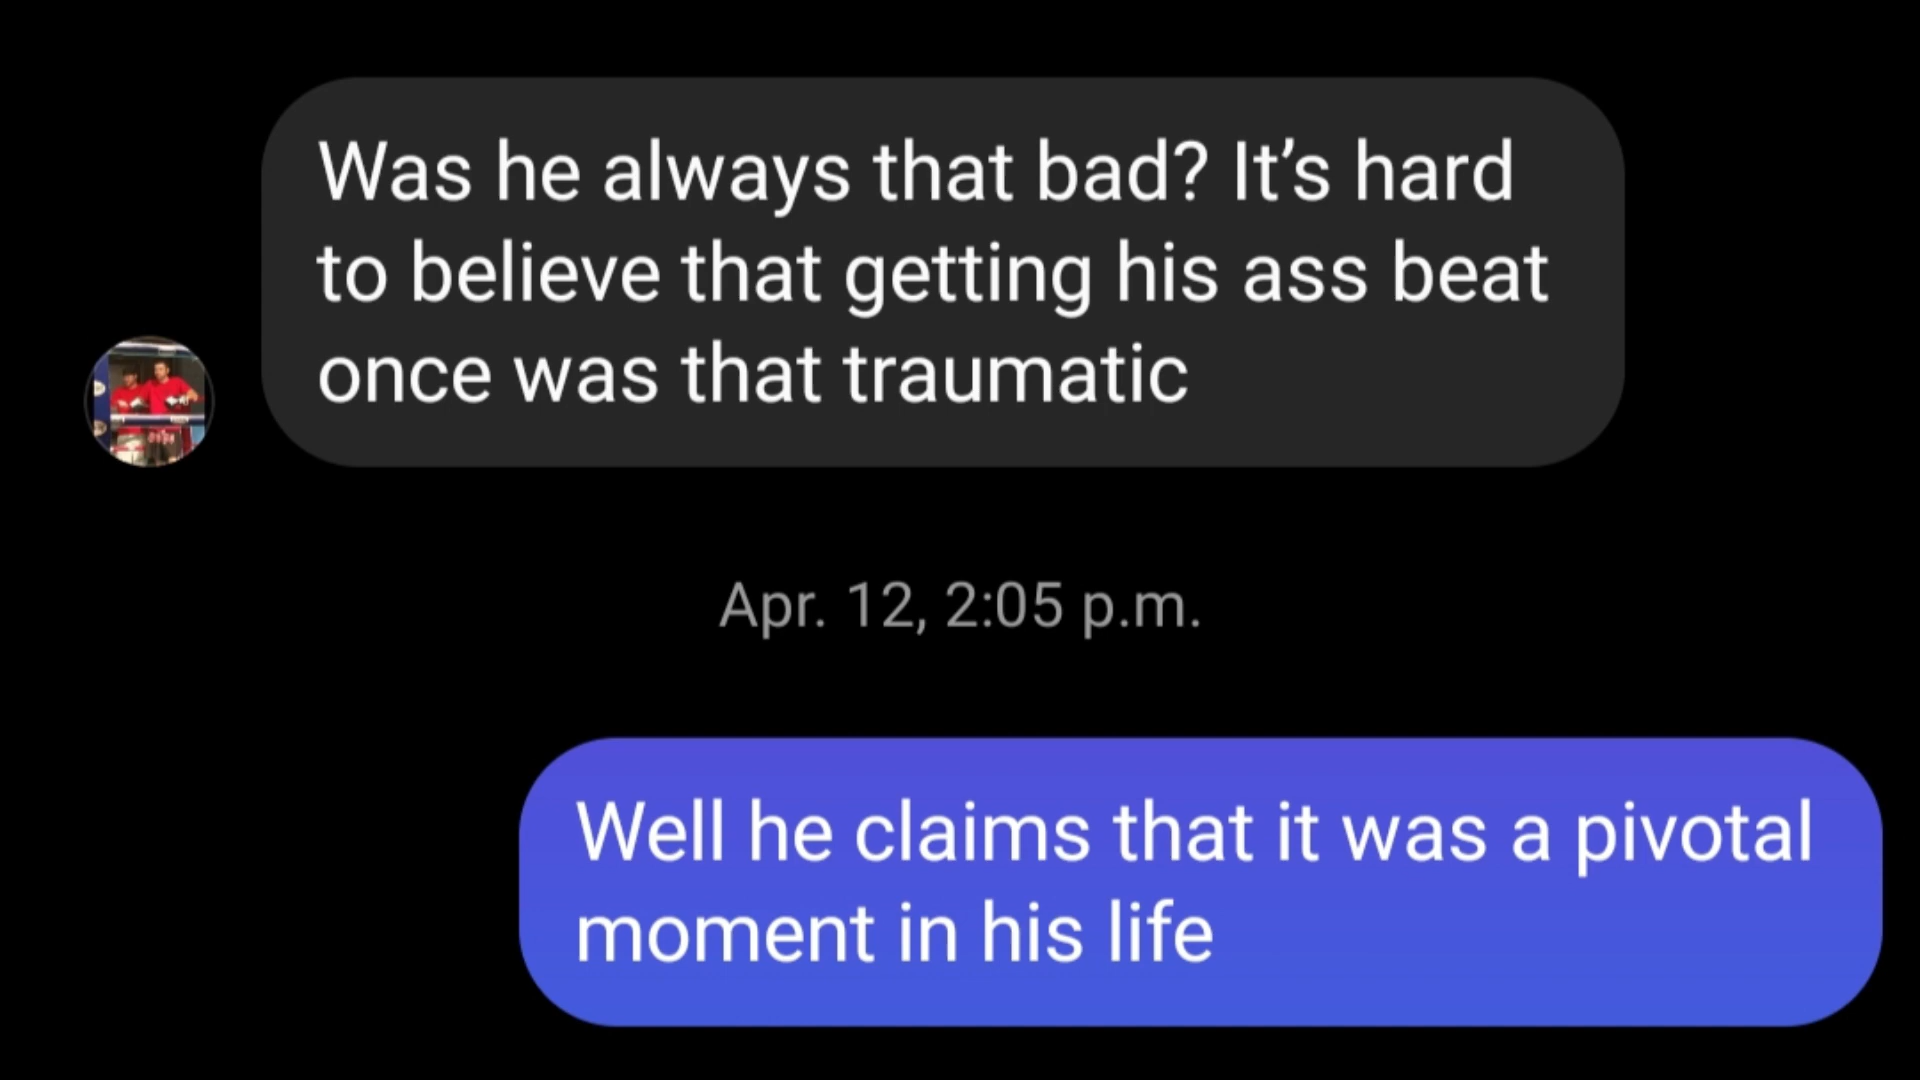 Was he always that bad? It’s hard
to believe that getting his ass beat
once was that traumatic
Apr. 12, 2:05 p.m.
Well he claims that it was a pivotal
moment in his life